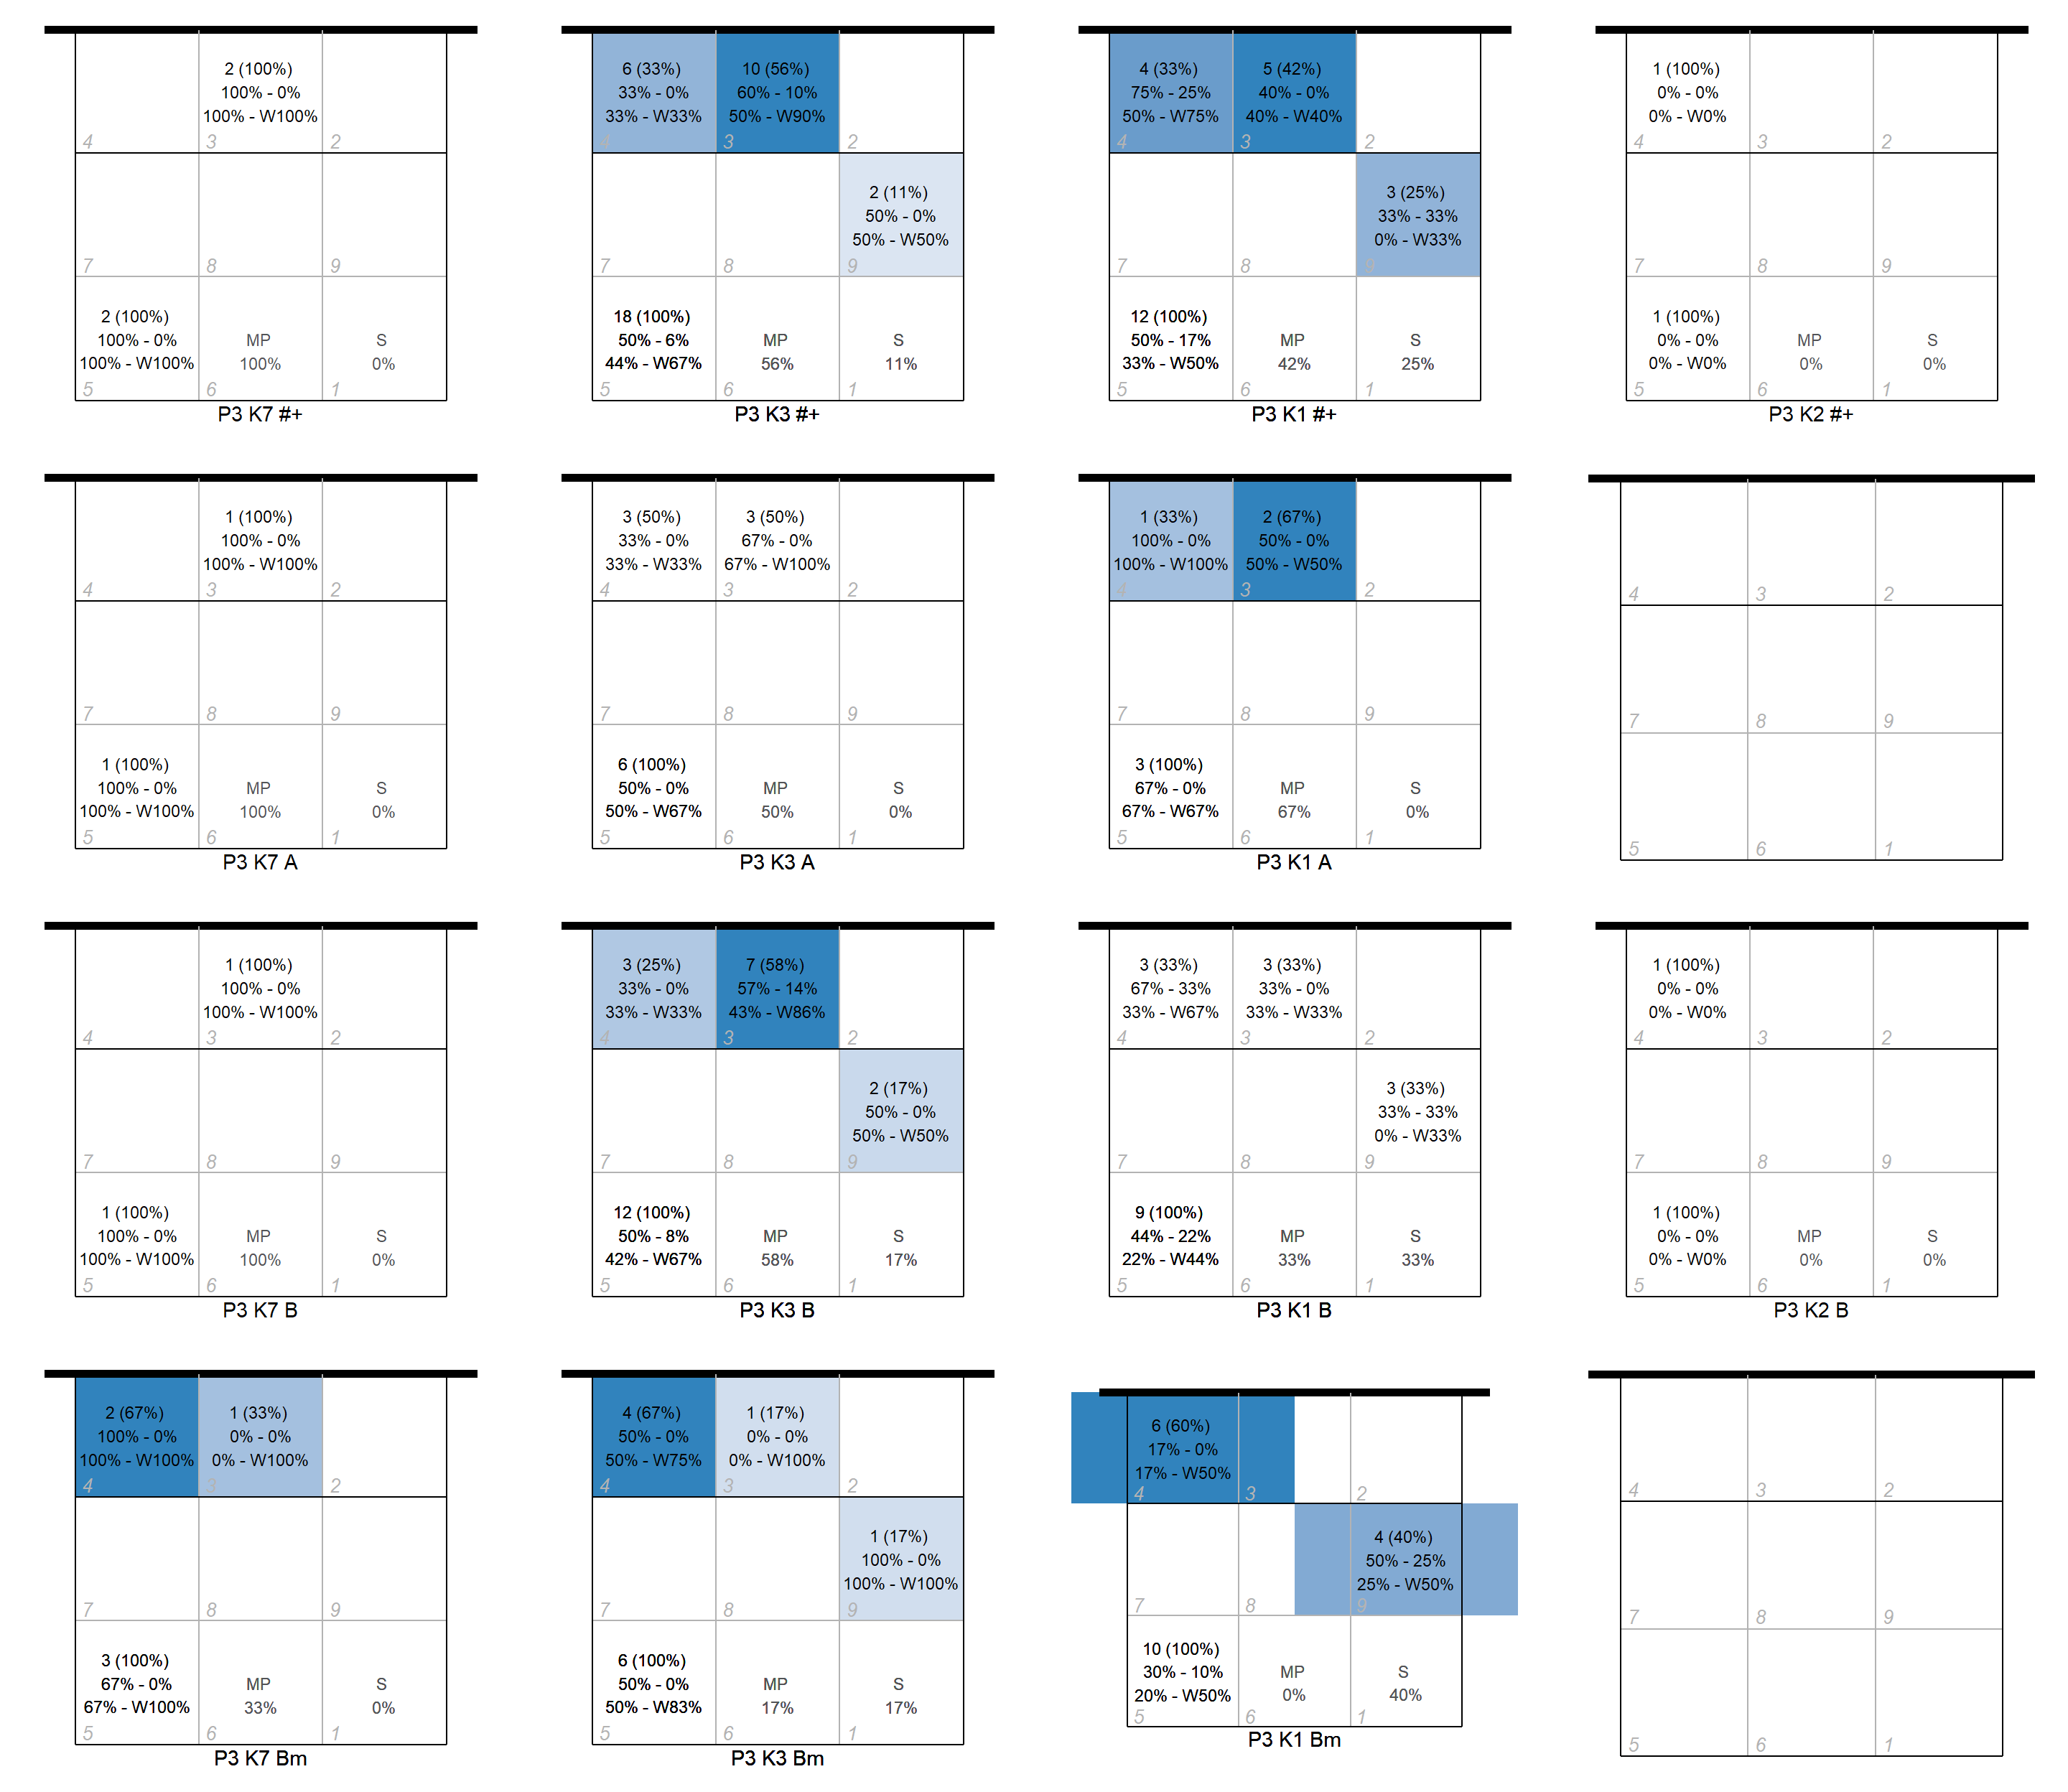 2 (100%)
100% - 0%
100% - W100%
4 3 2
7 8 9
2 (100%)
100% - 0% MP S
100% - W100% 100% 0%
5 6 1
P3 K7 #+
6 (33%) 10 (56%)
33% - 0% 60% - 10%
33% - W33% 50% - W90%
4 3 2
2 (11%)
50% - 0%
50% - W50%
7 8 9
18 (100%)
50% - 6% MP S
44% - W67% 56% 11%
5 6 1
P3 K3 #+
4 (33%) 5 (42%)
75% - 25% 40% - 0%
50% - W75% 40% - W40%
4 3 2
3 (25%)
33% - 33%
0% - W33%
7 8 9
12 (100%)
50% - 17% MP S
33% - W50% 42% 25%
5 6 1
P3 K1 #+
1 (100%)
0% - 0%
0% - W0%
4 3 2
7 8 9
1 (100%)
0% - 0% MP S
0% - W0% 0% 0%
5 6 1
P3 K2 #+
1 (100%)
100% - 0%
100% - W100%
4 3 2
7 8 9
1 (100%)
100% - 0% MP S
100% - W100% 100% 0%
5 6 1
P3 K7 A
3 (50%) 3 (50%)
33% - 0% 67% - 0%
33% - W33% 67% - W100%
4 3 2
7 8 9
6 (100%)
50% - 0% MP S
50% - W67% 50% 0%
5 6 1
P3 K3 A
1 (33%) 2 (67%)
100% - 0% 50% - 0%
100% - W100% 50% - W50%
4 3 2
7 8 9
3 (100%)
67% - 0% MP S
67% - W67% 67% 0%
5 6 1
P3 K1 A
4 3 2
7 8 9
5 6 1
1 (100%)
100% - 0%
100% - W100%
4 3 2
7 8 9
1 (100%)
100% - 0% MP S
100% - W100% 100% 0%
5 6 1
P3 K7 B
3 (25%) 7 (58%)
33% - 0% 57% - 14%
33% - W33% 43% - W86%
4 3 2
2 (17%)
50% - 0%
50% - W50%
7 8 9
12 (100%)
50% - 8% MP S
42% - W67% 58% 17%
5 6 1
P3 K3 B
3 (33%) 3 (33%)
67% - 33% 33% - 0%
33% - W67% 33% - W33%
4 3 2
3 (33%)
33% - 33%
0% - W33%
7 8 9
9 (100%)
44% - 22% MP S
22% - W44% 33% 33%
5 6 1
P3 K1 B
1 (100%)
0% - 0%
0% - W0%
4 3 2
7 8 9
1 (100%)
0% - 0% MP S
0% - W0% 0% 0%
5 6 1
P3 K2 B
2 (67%) 1 (33%)
100% - 0% 0% - 0%
100% - W100% 0% - W100%
4 3 2
7 8 9
3 (100%)
67% - 0% MP S
67% - W100% 33% 0%
5 6 1
P3 K7 Bm
4 (67%) 1 (17%)
50% - 0% 0% - 0%
50% - W75% 0% - W100%
4 3 2
1 (17%)
100% - 0%
100% - W100%
7 8 9
6 (100%)
50% - 0% MP S
50% - W83% 17% 17%
5 6 1
P3 K3 Bm
6 (60%)
17% - 0%
17% - W50%
4 3 2
4 (40%)
50% - 25%
25% - W50%
7 8 9
10 (100%)
30% - 10% MP S
20% - W50% 0% 40%
5 6 1
P3 K1 Bm
4 3 2
7 8 9
5 6 1